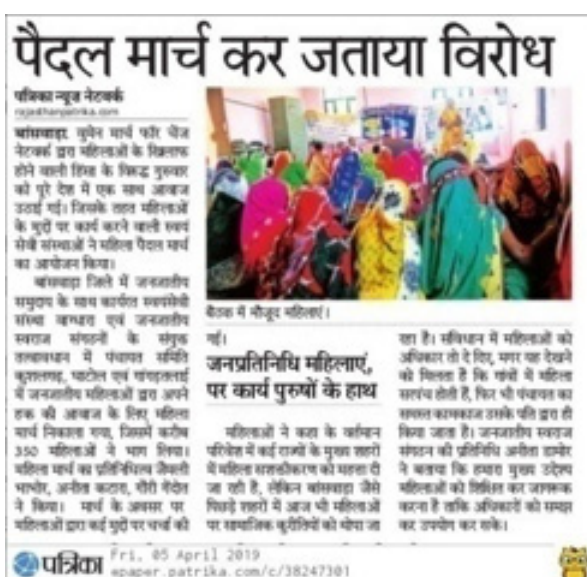 पैदल मार्च कर जताया विरोध
पत्रिका न्यूज नेटवर्क
rajasthanpatrika.com
बांसवाड़ा. वुमेन मार्च फॉर चेंज
नेटवर्क द्वारा महिलाओं के खिलाफ
होने वाली हिंसा के विरुद्ध गुरुवार
को पूरे देश में एक साथ आवाज
उठाई गई। जिसके तहत महिलाओं
के मुद्दों पर कार्य करने वाली स्वयं
सेवी संस्थाओं ने महिला पैदल मार्च
का आयोजन किया।
बांसवाड़ा जिले में जनजातीय
समुदाय के साथ कार्यरत स्वयंसेवी
संस्था वाग्धारा एवं जनजातीय
स्वराज संगठनों के संयुक्त
तत्वावधान में पंचायत समिति
कुशलगढ़, घाटोल एवं गांगड़तलाई
में जनजातीय महिलाओं द्वारा अपने
हक की आवाज के लिए महिला
मार्च निकाला गया, जिसमें करीब
350 महिलाओं ने भाग लिया।
महिला मार्च का प्रतिनिधित्व
भाभोर, अनीता कटारा, गौरी
ने किया। मार्च के अवसर पर
महिलाओं द्वारा कई मुद्दों पर चर्चा की
बैठक में मौजूद महिलाएं।
गई।
जनप्रतिनिधि महिलाएं,
पर कार्य पुरुषों के हाथ
महिलाओं ने कहा के वर्तमान
परिवेश में कई राज्यों के मुख्य शहरों
में महिला सशक्तीकरण को महत्ता दी
जा रही है, लेकिन बांसवाड़ा जैसे
पिछड़े शहरों में आज भी महिलाओं
पर सामाजिक कुरीतियों को थोपा जा
रहा है। संविधान में महिलाओं को
अधिकार तो दे दिए, मगर यह देखने
को मिलता है कि गांवों में महिला
सरपंच होती हैं, फिर भी पंचायत का
समस्त कामकाज उसके पति द्वारा ही
किया जाता है। जनजातीय स्वराज
संगठन की प्रतिनिधि अनीता डामोर
ने बताया कि हमारा मुख्य उद्देश्य
महिलाओं को शिक्षित कर जागरूक
करना है ताकि अधिकारों को समझ
कर उपयोग कर सके।
पत्रिका
Fri, 05 April 2019
epaper.patrika.com/c/38247301